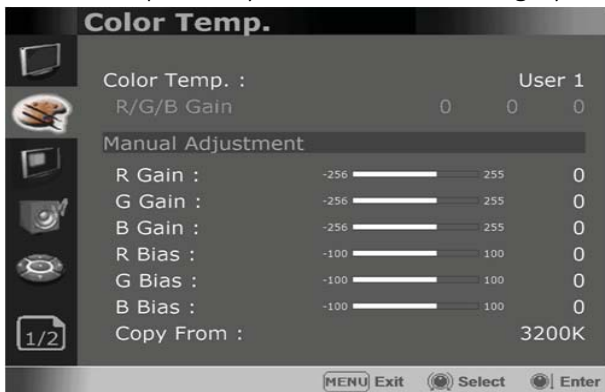 Color Temp.
Color Temp. : User 1
R/G/B Gain 0 0 0
Manual Adjustment
R Gain : -256 255 0
G Gain : -256 255 0
B Gain : -256 255 0
R Bias : -100 100 0
G Bias : -100 100 0
B Bias : -100 100 0
Copy From : 3200K
1/2
MENU Exit Select Enter